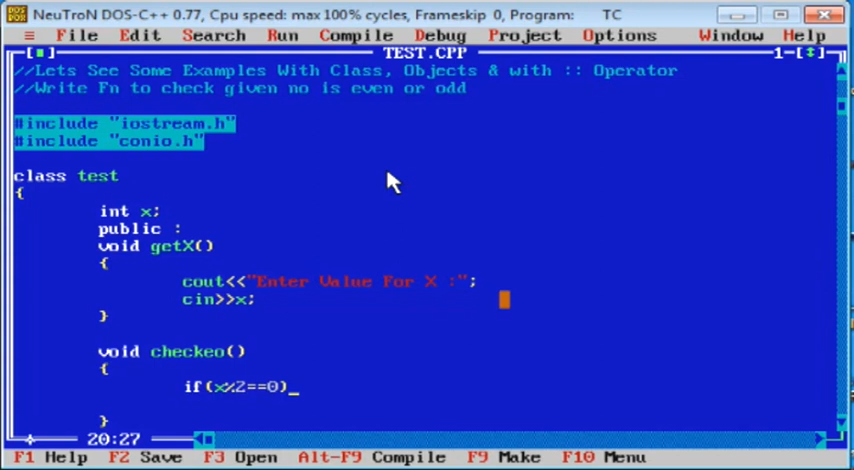 NeuTroN DOS-C++ 0.77, Cpu speed: max 100% cycles, Frameskip 0, Program: TC
≡ File Edit Search Run Compile Debug Project Options Window Help
[■] TEST.CPP 1=[↕]
//Lets See Some Examples With Class, Objects & with :: Operator
//Write Fn to check given no is even or odd
#include "iostream.h"
#include "conio.h"
class test
{
int x;
public :
void getX()
{
cout<<"Enter Value For X :";
cin>>x;
}
void checkeo()
{
if(x%2==0)_
}
20:27
F1 Help F2 Save F3 Open Alt-F9 Compile F9 Make F10 Menu